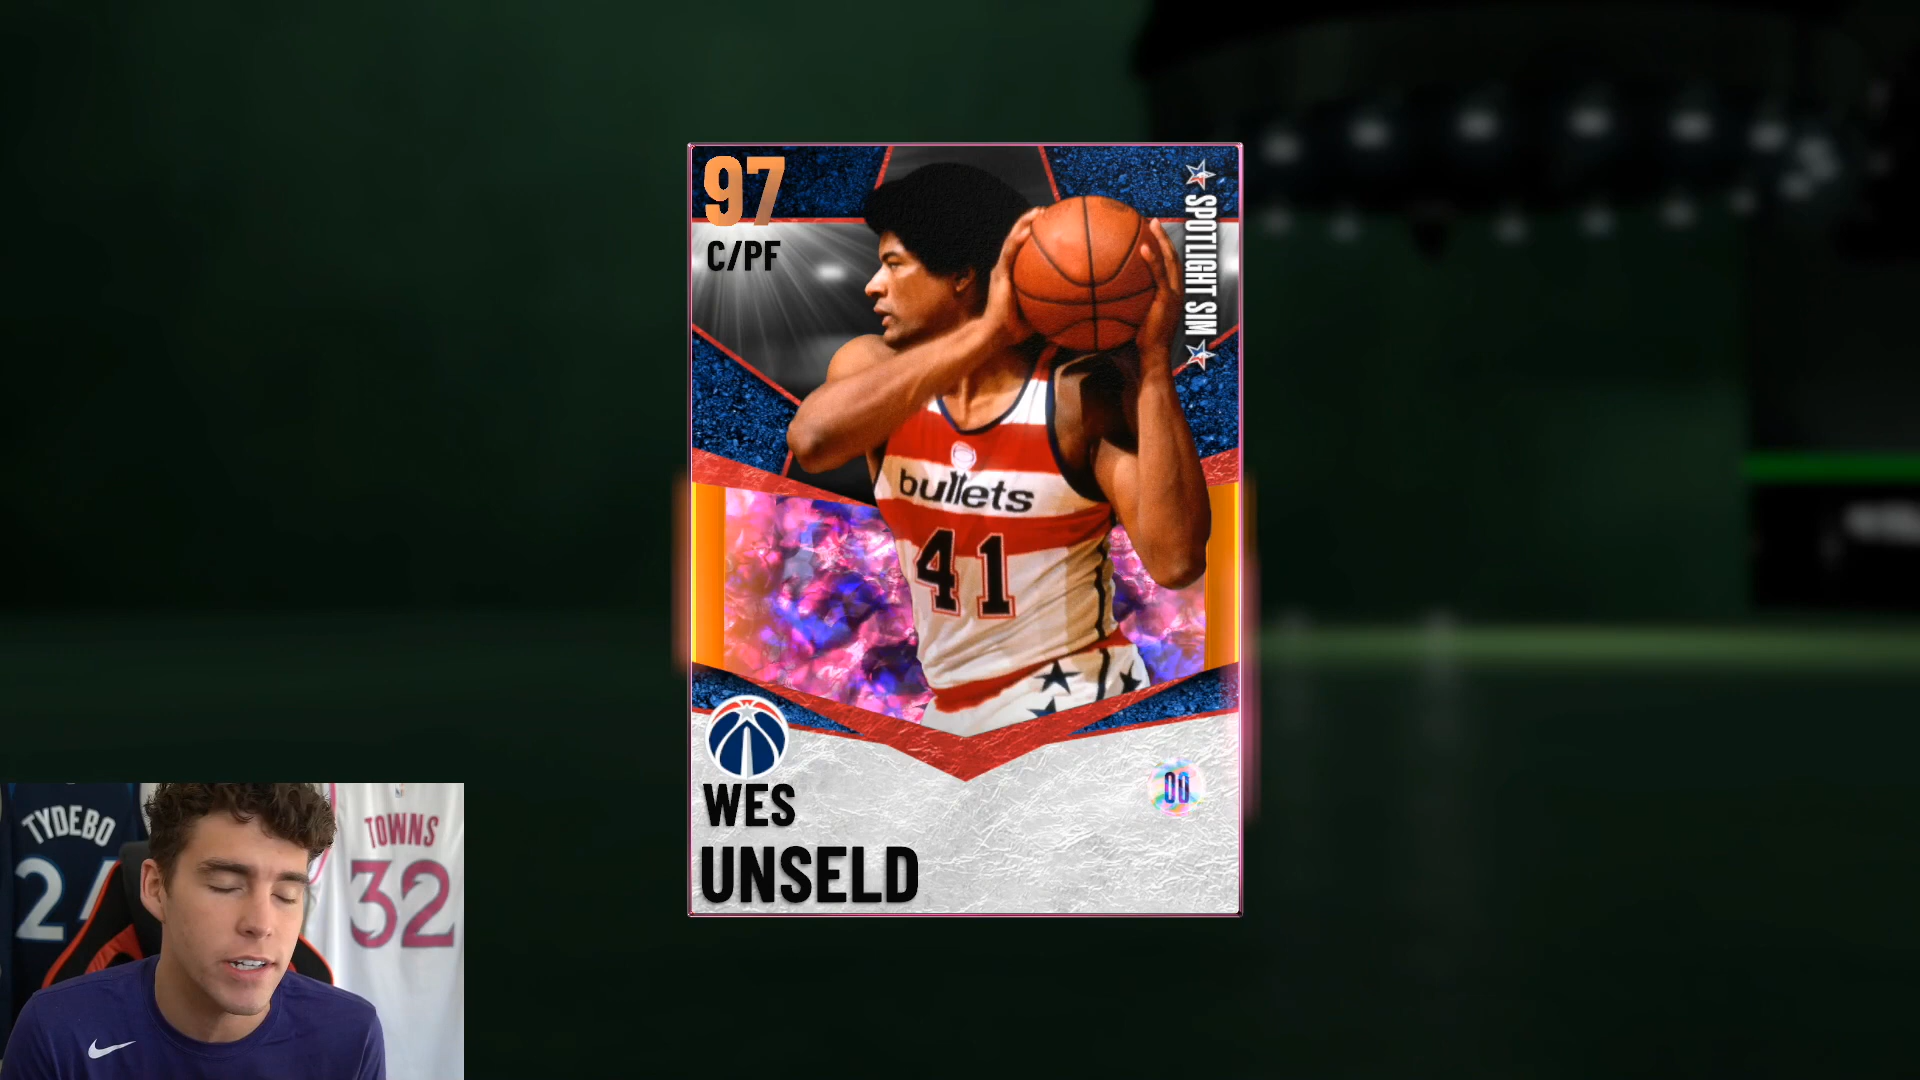 97
C/PF
★ SPOTLIGHT SIM ★
bullets
41
00
WES
UNSELD
TYDEBO
24
TOWNS
32